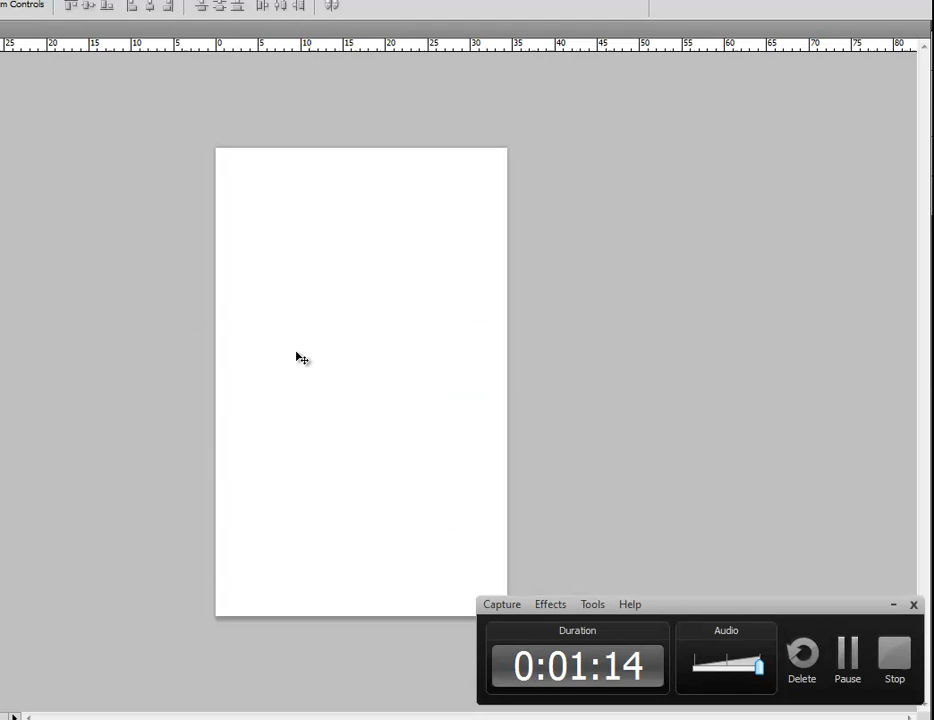 m Controls
25 20 15 10 5 0 5 10 15 20 25 30 35 40 45 50 55 60 65 70 75 80
Capture Effects Tools Help
Duration
Audio
0:01:14
Delete Pause Stop